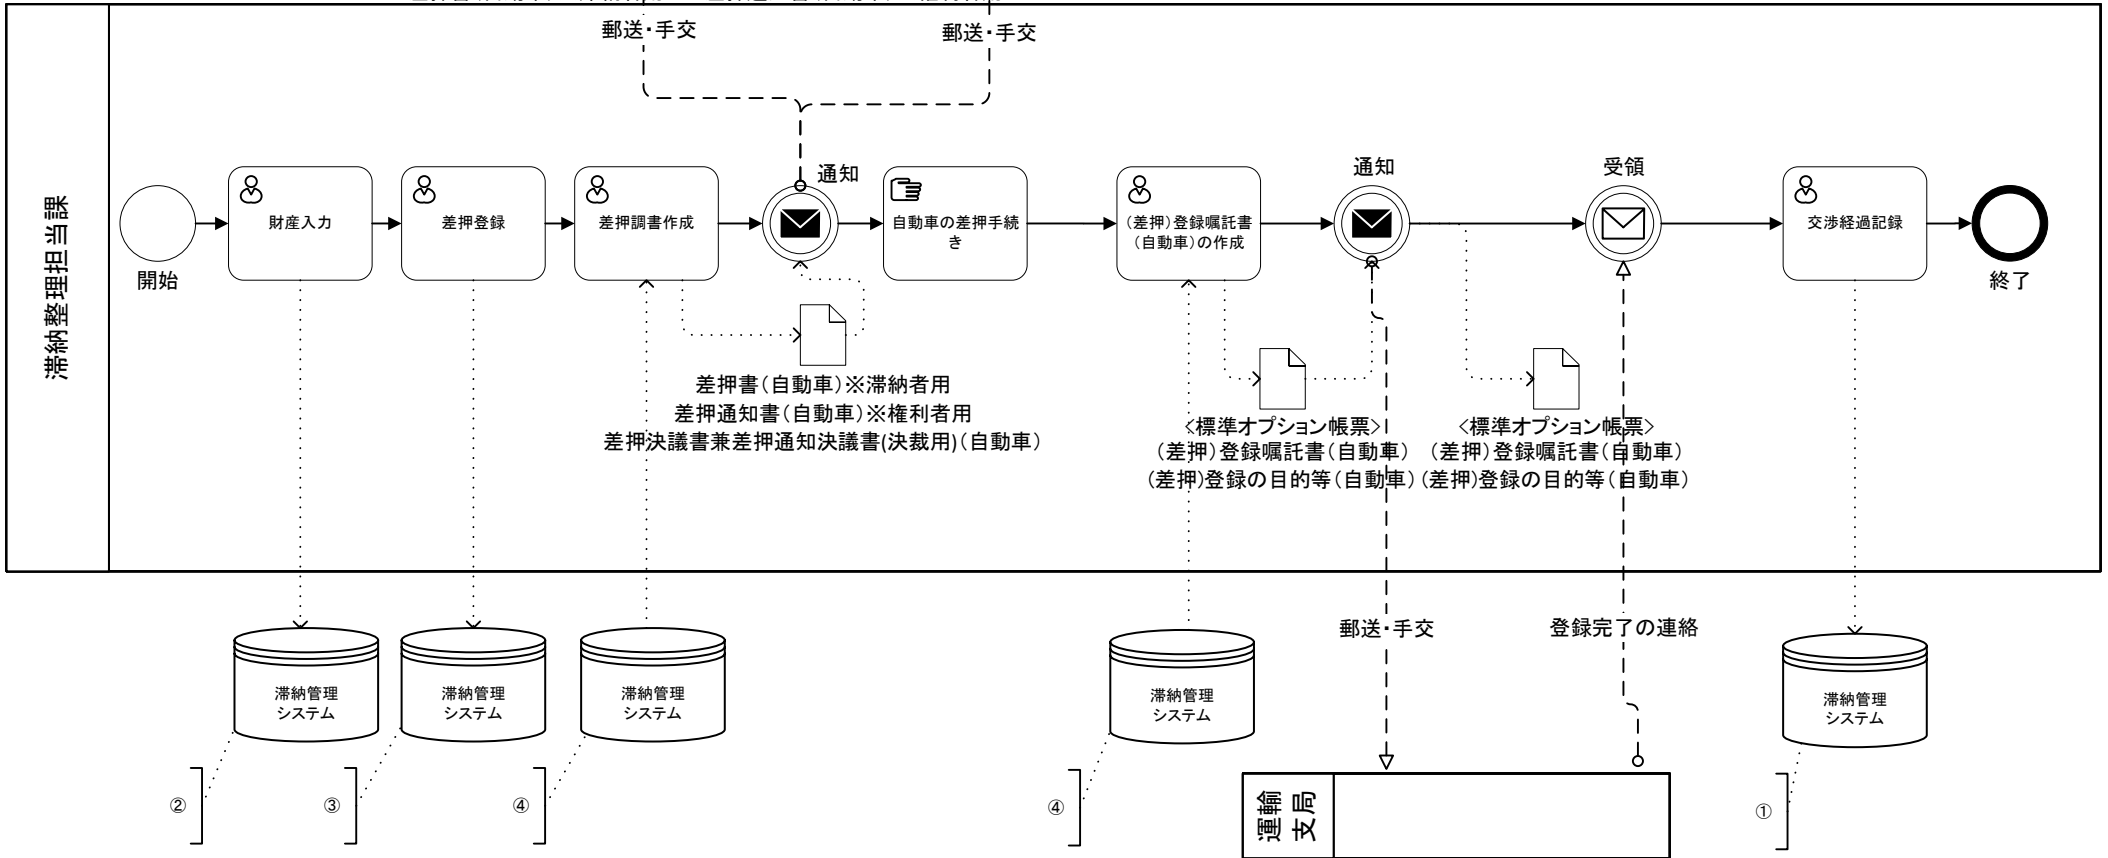 郵送・手交
郵送・手交
滞納整理担当課
開始
財産入力
差押登録
差押調書作成
通知
自動車の差押手続
き
(差押)登録嘱託書
(自動車)の作成
通知
受領
交渉経過記録
終了
差押書(自動車)※滞納者用
差押通知書(自動車)※権利者用
差押決議書兼差押通知決議書(決裁用)(自動車)
<標準オプション帳票>
(差押)登録嘱託書(自動車)
(差押)登録の目的等(自動車)
<標準オプション帳票>
(差押)登録嘱託書(自動車)
(差押)登録の目的等(自動車)
郵送・手交
登録完了の連絡
滞納管理
システム
滞納管理
システム
滞納管理
システム
滞納管理
システム
滞納管理
システム
②
③
④
④
①
運輸
支局